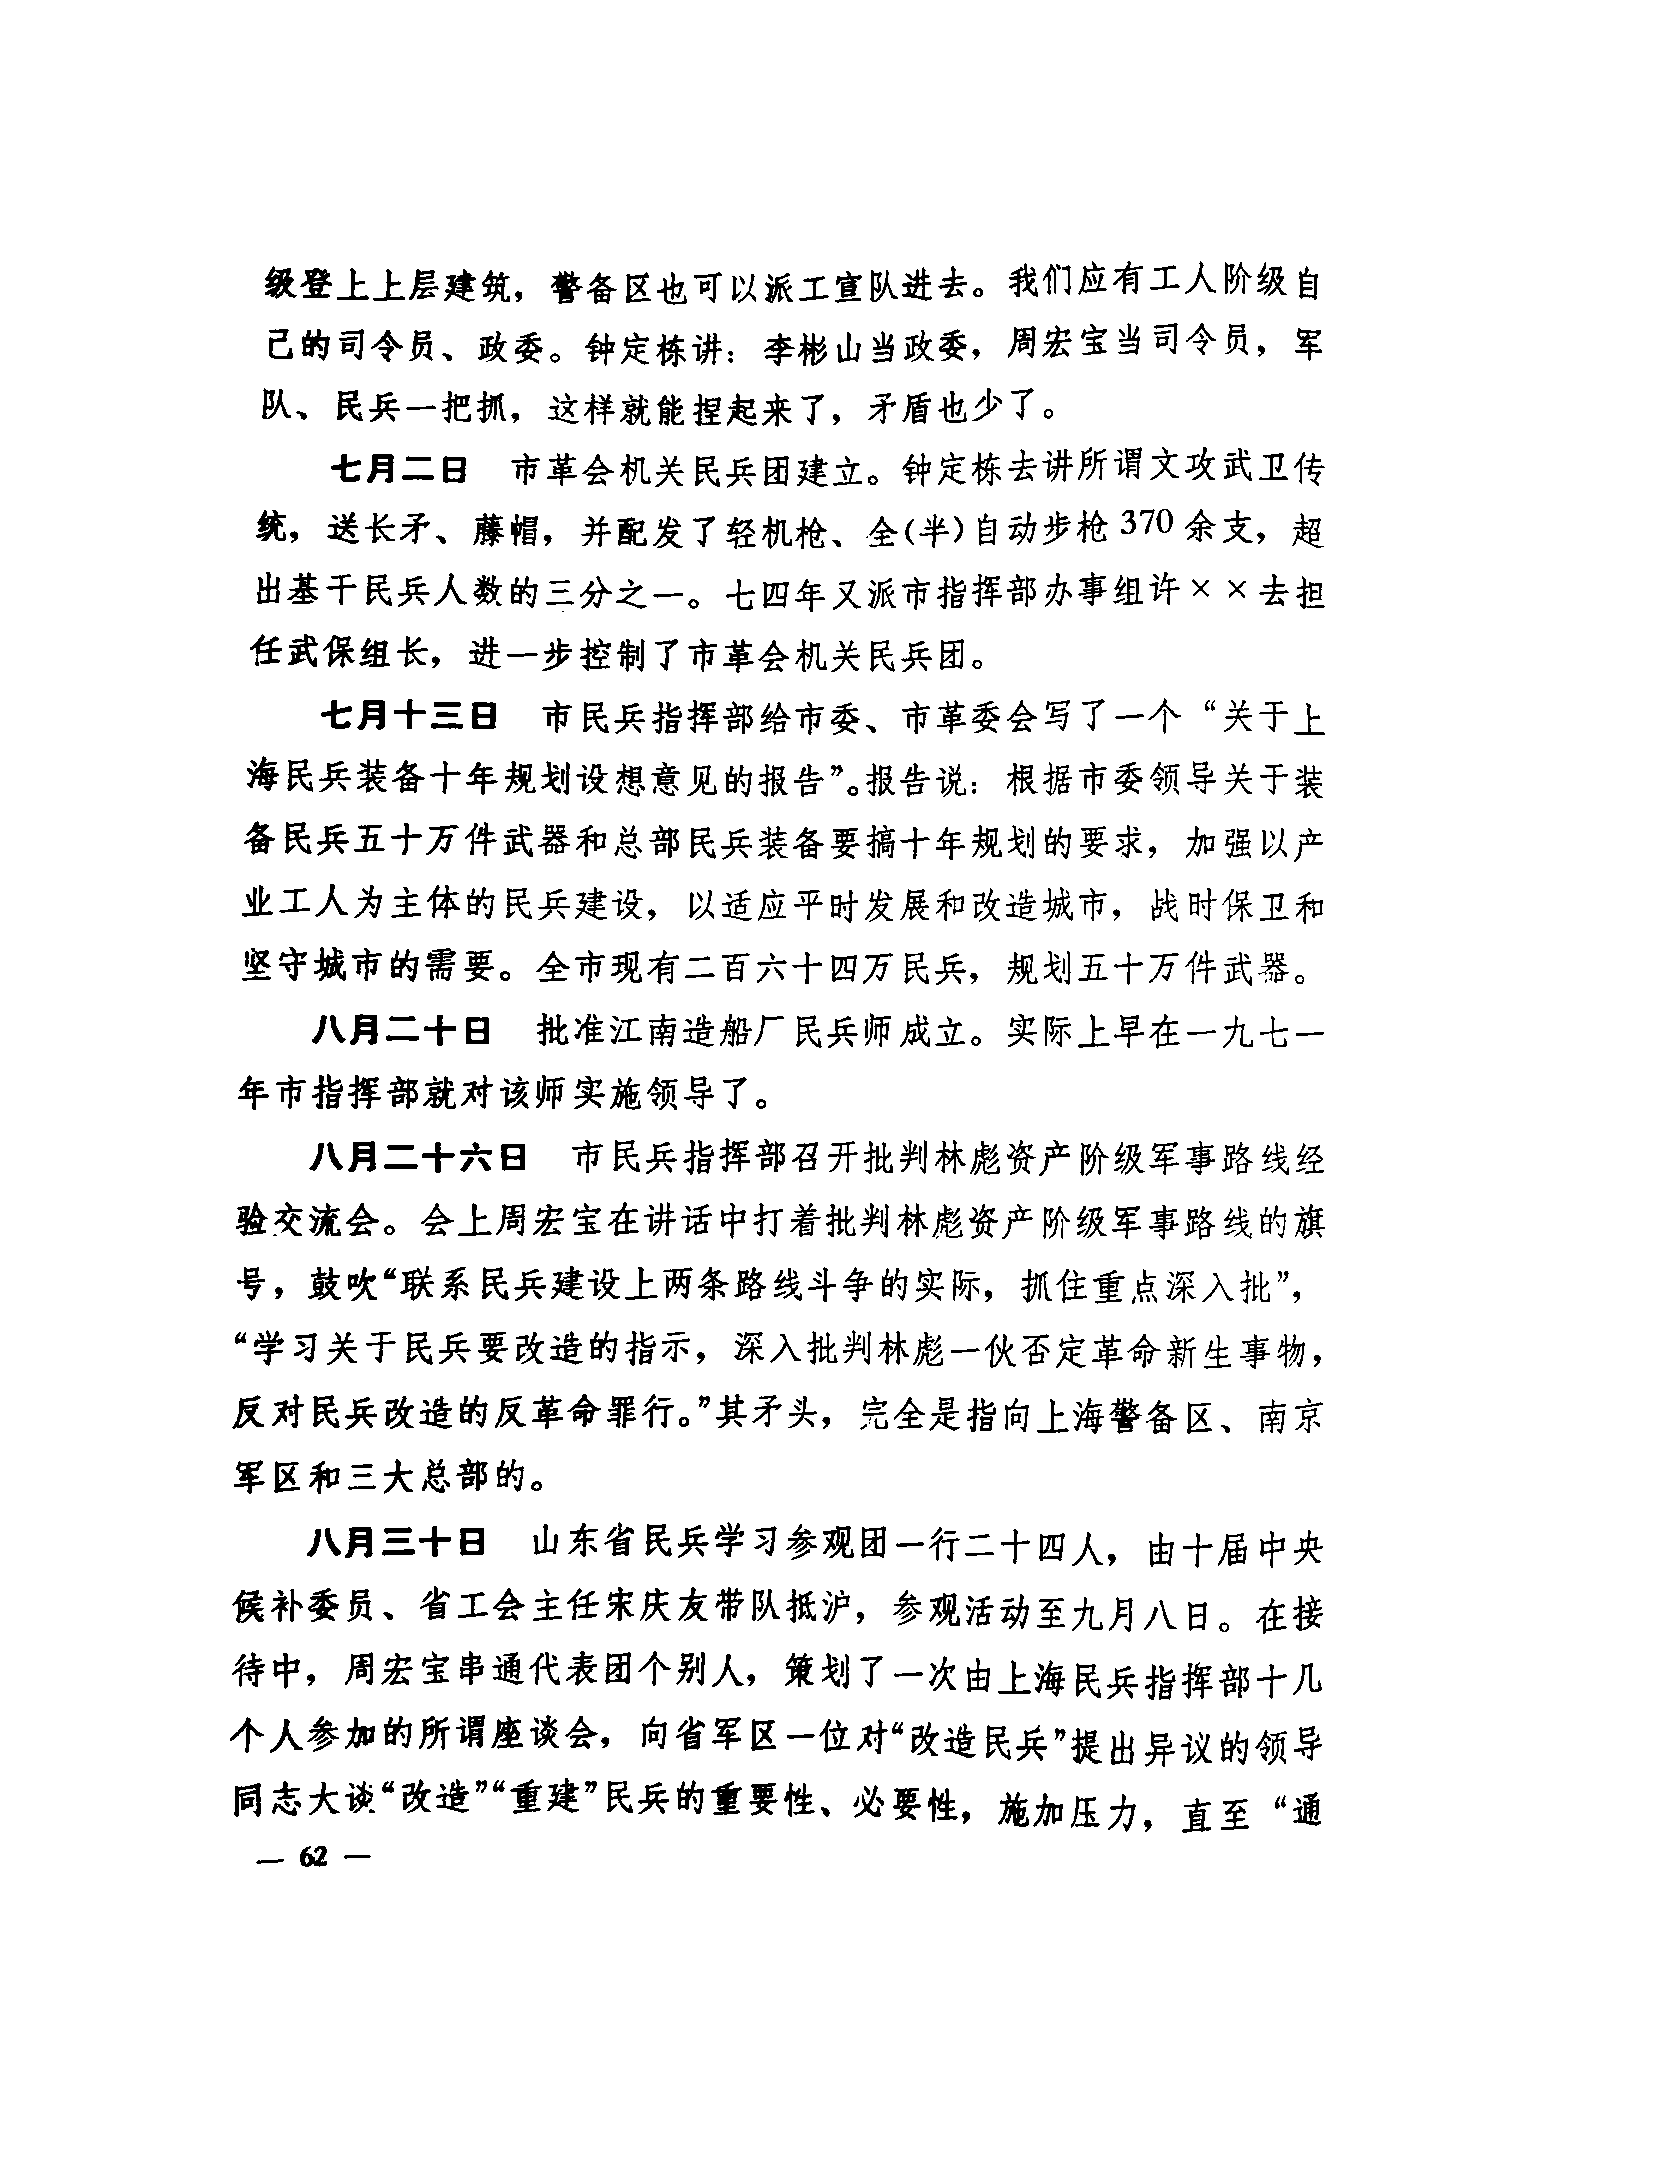 级登上上层建筑，警备区也可以派工宣队进去。我们应有工人阶级自
己的司令员、政委。钟定栋讲：李彬山当政委，周宏宝当司令员，军
队、民兵一把抓，这样就能捏起来了，矛盾也少了。
七月二日　市革会机关民兵团建立。钟定栋去讲所谓文攻武卫传
统，送长矛、藤帽，并配发了轻机枪、全(半)自动步枪370余支，超
出基干民兵人数的三分之一。七四年又派市指挥部办事组许××去担
任武保组长，进一步控制了市革会机关民兵团。
七月十三日　市民兵指挥部给市委、市革委会写了一个“关于上
海民兵装备十年规划设想意见的报告”。报告说：根据市委领导关于装
备民兵五十万件武器和总部民兵装备要搞十年规划的要求，加强以产
业工人为主体的民兵建设，以适应平时发展和改造城市，战时保卫和
坚守城市的需要。全市现有二百六十四万民兵，规划五十万件武器。
八月二十日　批准江南造船厂民兵师成立。实际上早在一九七一
年市指挥部就对该师实施领导了。
八月二十六日　市民兵指挥部召开批判林彪资产阶级军事路线经
验交流会。会上周宏宝在讲话中打着批判林彪资产阶级军事路线的旗
号，鼓吹“联系民兵建设上两条路线斗争的实际，抓住重点深入批”，
“学习关于民兵要改造的指示，深入批判林彪一伙否定革命新生事物，
反对民兵改造的反革命罪行。”其矛头，完全是指向上海警备区、南京
军区和三大总部的。
八月三十日　山东省民兵学习参观团一行二十四人，由十届中央
候补委员、省工会主任宋庆友带队抵沪，参观活动至九月八日。在接
待中，周宏宝串通代表团个别人，策划了一次由上海民兵指挥部十几
个人参加的所谓座谈会，向省军区一位对“改造民兵”提出异议的领导
同志大谈“改造”“重建”民兵的重要性、必要性，施加压力，直至“通
— 62 —